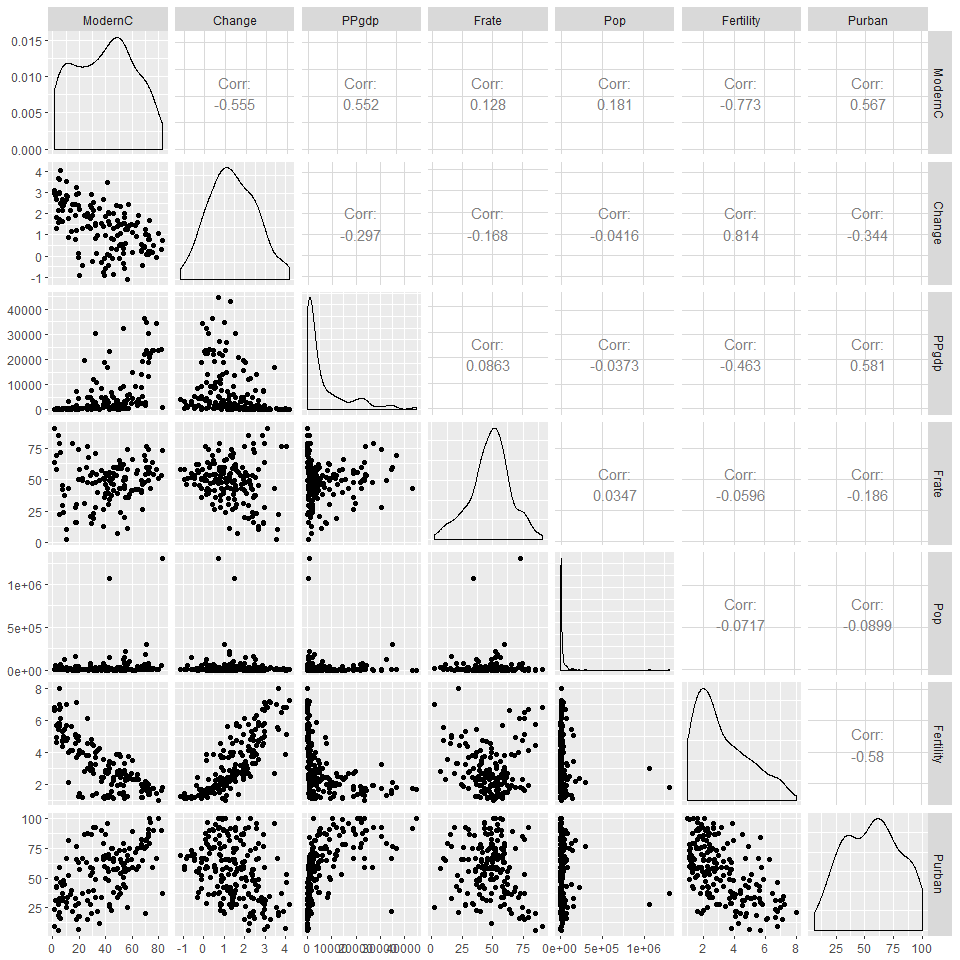 ModernC Change PPgdp Frate Pop Fertility Purban
0.015
0.010
0.005
0.000
Corr: Corr: Corr: Corr: Corr: Corr:
-0.555 0.552 0.128 0.181 -0.773 0.567
ModernC
4
3
2
1
0
-1
Corr: Corr: Corr: Corr: Corr:
-0.297 -0.168 -0.0416 0.814 -0.344
Change
40000
30000
20000
10000
0
Corr: Corr: Corr: Corr:
0.0863 -0.0373 -0.463 0.581
PPgdp
75
50
25
0
Corr: Corr: Corr:
0.0347 -0.0596 -0.186
Frate
1e+06
5e+05
0e+00
Corr: Corr:
-0.0717 -0.0899
Pop
8
6
4
2
Corr:
-0.58
Fertility
100
75
50
25
Purban
0 20 40 60 80 -1 0 1 2 3 4 0 10000 20000 30000 40000 0 25 50 75 0e+00 5e+05 1e+06 2 4 6 8 25 50 75 100